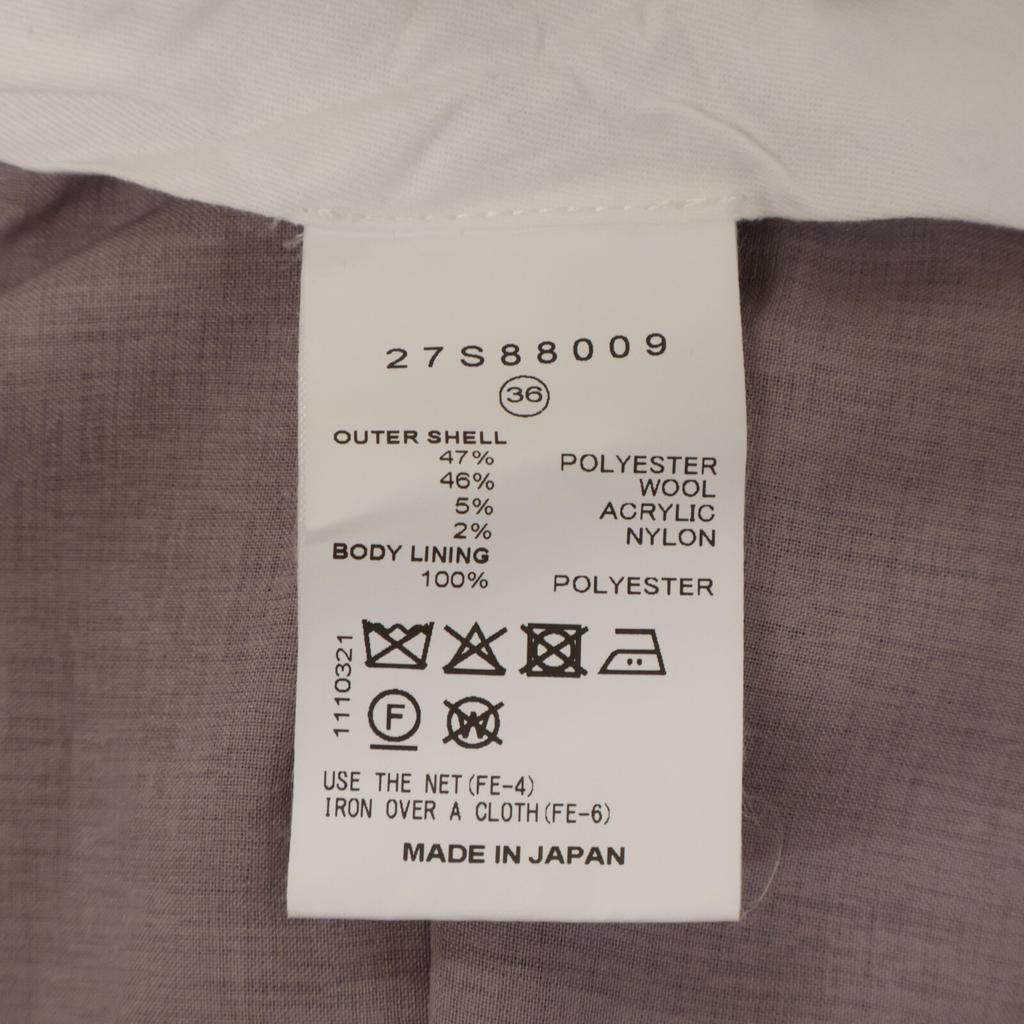 27S88009
36
OUTER SHELL
47% POLYESTER
46% WOOL
5% ACRYLIC
2% NYLON
BODY LINING
100% POLYESTER
1110321
F
W
USE THE NET(FE-4)
IRON OVER A CLOTH(FE-6)
MADE IN JAPAN